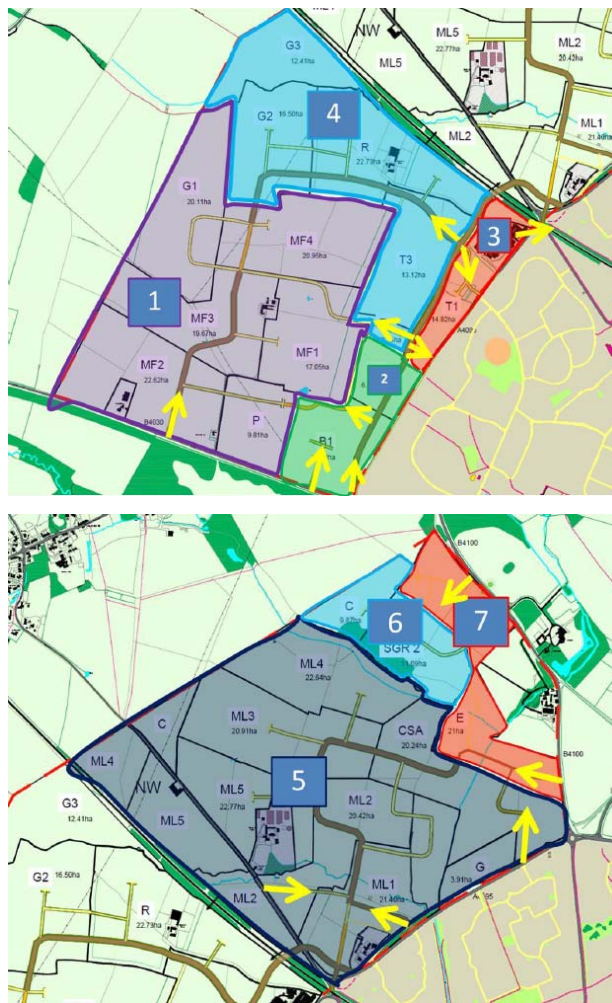 ML5
ML2
22.77ha
20.42ha
NW
G3
12.41ha
ML5
ML2
ML1
21.40ha
G2
16.50ha
4
R
22.73ha
G1
20.11ha
3
MF4
20.95ha
T3
13.12ha
T1
14.82ha
1
MF3
19.67ha
MF1
17.05ha
2
MF2
22.62ha
B4030
P
9.81ha
B1
B4100
C
9.87ha
6
7
SGR 2
ML4
22.64ha
C
ML3
20.91ha
CSA
20.24ha
E
21ha
B4100
ML4
NW
ML5
22.77ha
5
ML2
20.42ha
ML5
G3
12.41ha
ML2
ML1
21.40ha
G
3.91ha
G2
16.50ha
R
22.73ha